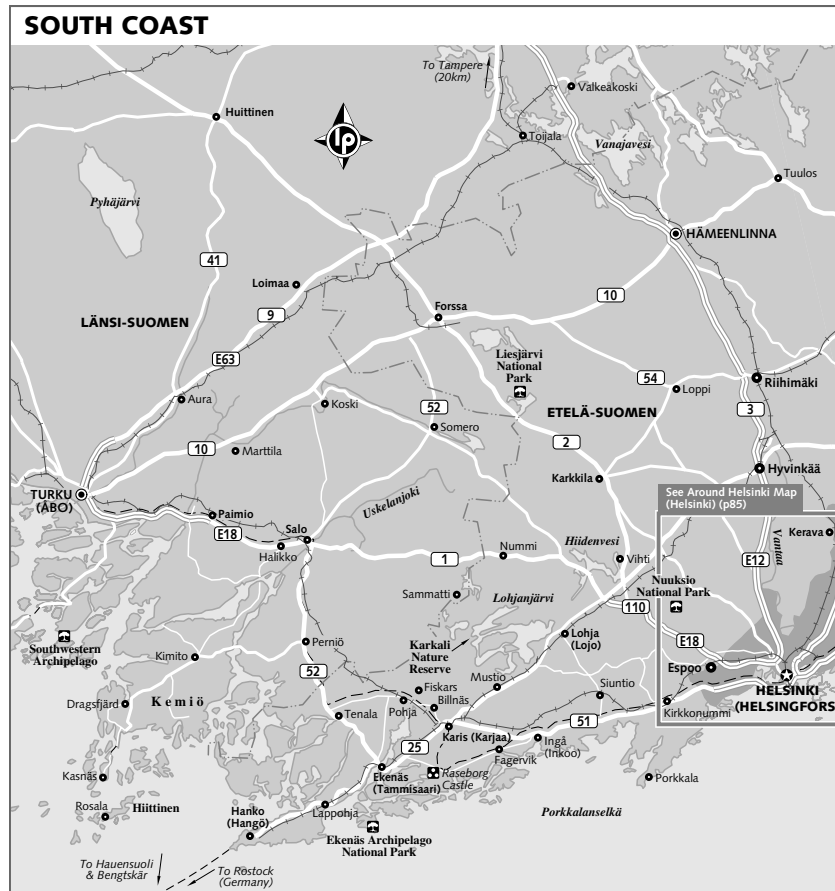 SOUTH COAST
To Tampere
(20km)
Valkeakoski
Huittinen
lp
Toijala
Vanajavesi
Tuulos
Pyhäjärvi
HÄMEENLINNA
41
Loimaa
10
9
Forssa
LÄNSI-SUOMEN
E63
Liesjärvi
National
Park
54
Riihimäki
Loppi
Aura
Koski
52
ETELÄ-SUOMEN
3
Somero
10
2
Marttila
Hyvinkää
Karkkila
TURKU
(ÅBO)
See Around Helsinki Map
(Helsinki) (p85)
Uskelanjoki
Paimio
Salo
Kerava
Vantaa
E18
Halikko
1
Nummi
Hiidenvesi
Vihti
E12
Nuuksio
National Park
Sammatti
Lohjanjärvi
110
Southwestern
Archipelago
Perniö
Karkali
Nature
Reserve
Lohja
(Lojo)
E18
Kimito
Espoo
52
Fiskars
Mustio
HELSINKI
(HELSINGFORS
Dragsfjärd
Kemiö
Pohja
Billnäs
Siuntio
Kirkkonummi
Tenala
Karis (Karjaa)
51
25
Ingå
(Inkoo)
Fagervik
Kasnäs
Ekenäs
(Tammisaari)
Raseborg
Castle
Porkkala
Rosala
Hiittinen
Hanko
(Hangö)
Lappohja
Porkkalanselkä
Ekenäs Archipelago
National Park
To Hauensuoli
& Bengtskär
To Rostock
(Germany)